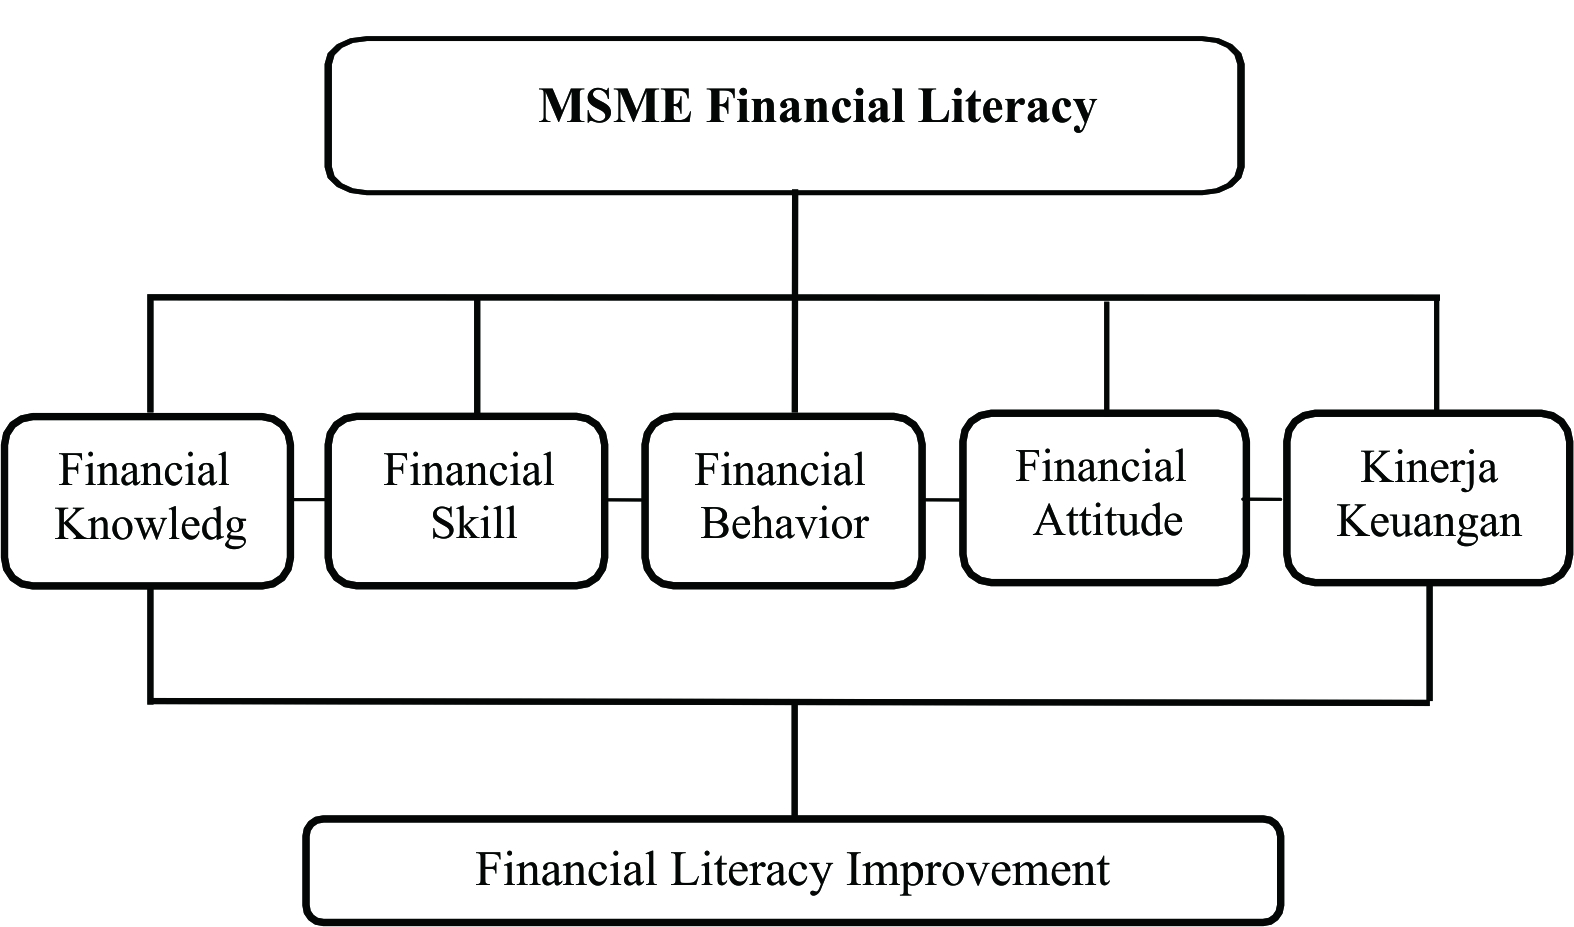 MSME Financial Literacy
Financial
Knowledg
Financial
Skill
Financial
Behavior
Financial
Attitude
Kinerja
Keuangan
Financial Literacy Improvement